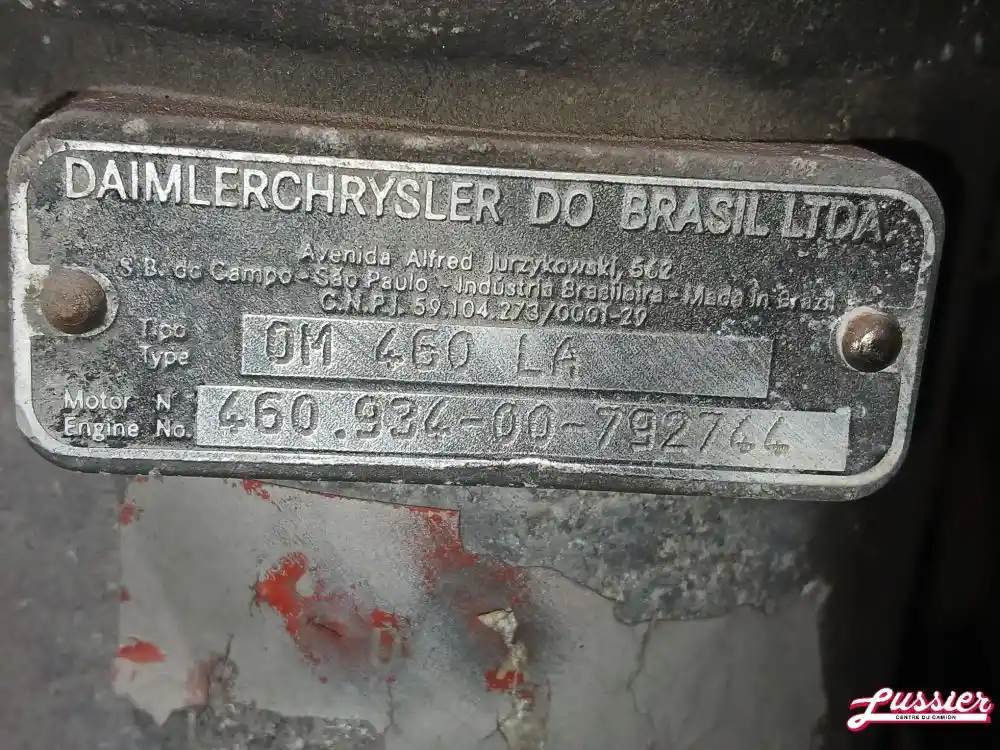 DAIMLERCHRYSLER DO BRASIL LTDA.
Avenida Alfred Jurzykowski, 562
S.B. do Campo - São Paulo - Indústria Brasileira - Made in Brazil
C.N.P.J. 59.104.273/0001-29
Tipo
Type OM 460 LA
Motor N
Engine No. 460.934-00-792744
Lussier
CENTRE DU CAMION